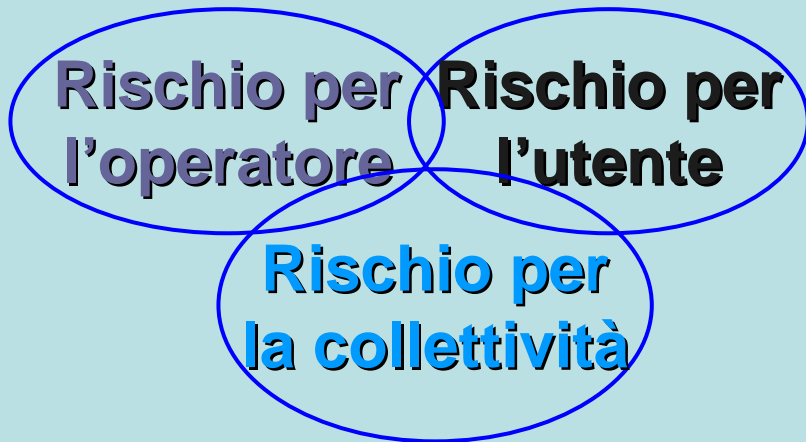 Rischio per
l’operatore
Rischio per
l’utente
Rischio per
la collettività